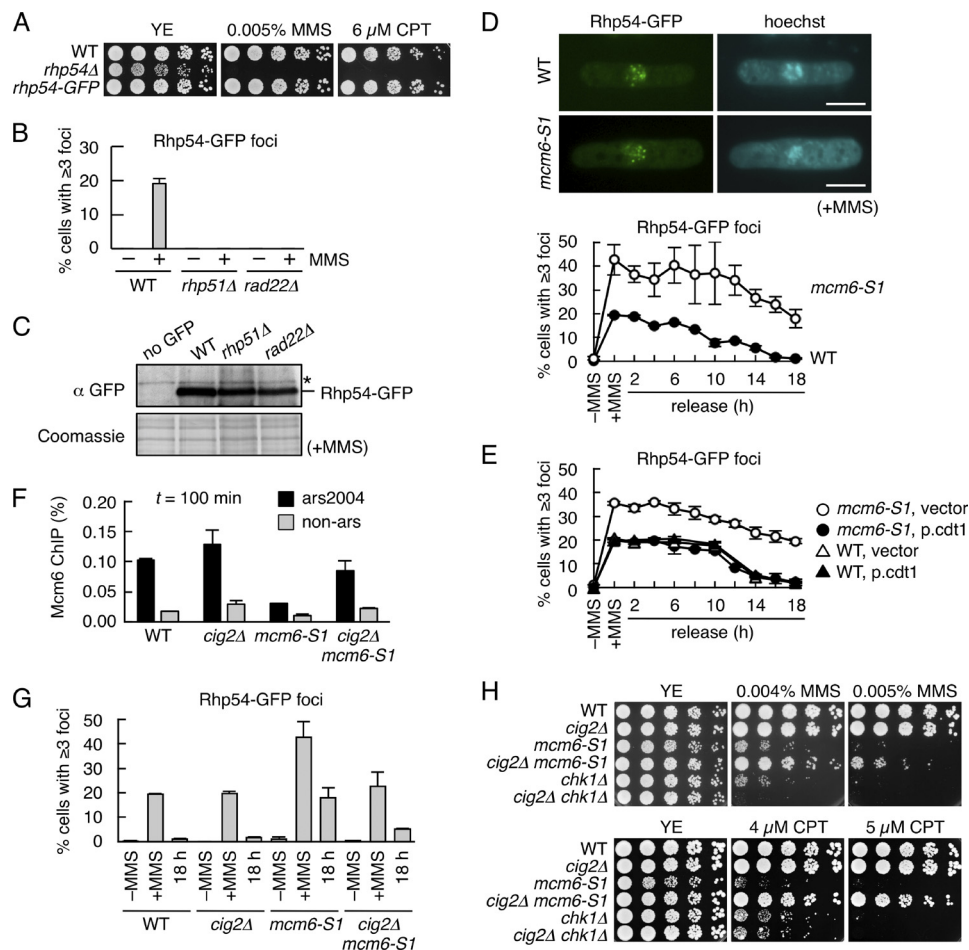 A
YE 0.005% MMS 6 µM CPT
WT
rhp54Δ
rhp54-GFP
B
Rhp54-GFP foci
% cells with ≥3 foci
30
20
10
0
– + – + – + MMS
WT rhp51Δ rad22Δ
C
no GFP WT rhp51Δ rad22Δ
α GFP
*
Rhp54-GFP
Coomassie
(+MMS)
D
Rhp54-GFP hoechst
WT
mcm6-S1
(+MMS)
Rhp54-GFP foci
% cells with ≥3 foci
50
40
30
20
10
0
mcm6-S1
WT
–MMS +MMS 2 6 10 14 18
release (h)
E
Rhp54-GFP foci
% cells with ≥3 foci
50
40
30
20
10
0
–MMS +MMS 2 6 10 14 18
release (h)
mcm6-S1, vector
mcm6-S1, p.cdt1
WT, vector
WT, p.cdt1
F
t = 100 min
ars2004
non-ars
Mcm6 ChIP (%)
0.20
0.15
0.10
0.05
0.00
WT cig2Δ mcm6-S1 cig2Δ
mcm6-S1
G
Rhp54-GFP foci
% cells with ≥3 foci
50
40
30
20
10
0
–MMS +MMS 18 h –MMS +MMS 18 h –MMS +MMS 18 h –MMS +MMS 18 h
WT cig2Δ mcm6-S1 cig2Δ
mcm6-S1
H
YE 0.004% MMS 0.005% MMS
WT
cig2Δ
mcm6-S1
cig2Δ mcm6-S1
chk1Δ
cig2Δ chk1Δ
YE 4 µM CPT 5 µM CPT
WT
cig2Δ
mcm6-S1
cig2Δ mcm6-S1
chk1Δ
cig2Δ chk1Δ